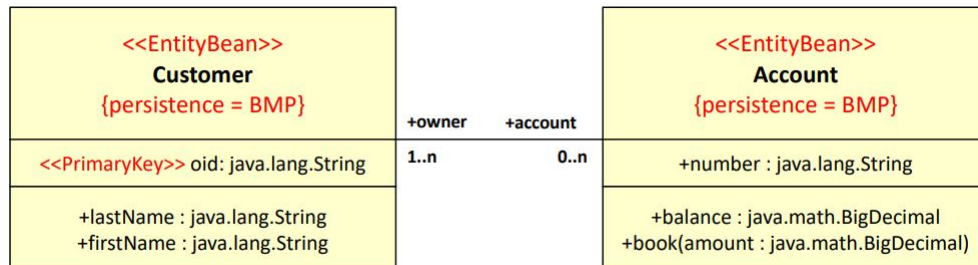 <<EntityBean>>
Customer
{persistence = BMP}
<<PrimaryKey>> oid: java.lang.String
+lastName : java.lang.String
+firstName : java.lang.String
+owner
+account
1..n
0..n
<<EntityBean>>
Account
{persistence = BMP}
+number : java.lang.String
+balance : java.math.BigDecimal
+book(amount : java.math.BigDecimal)